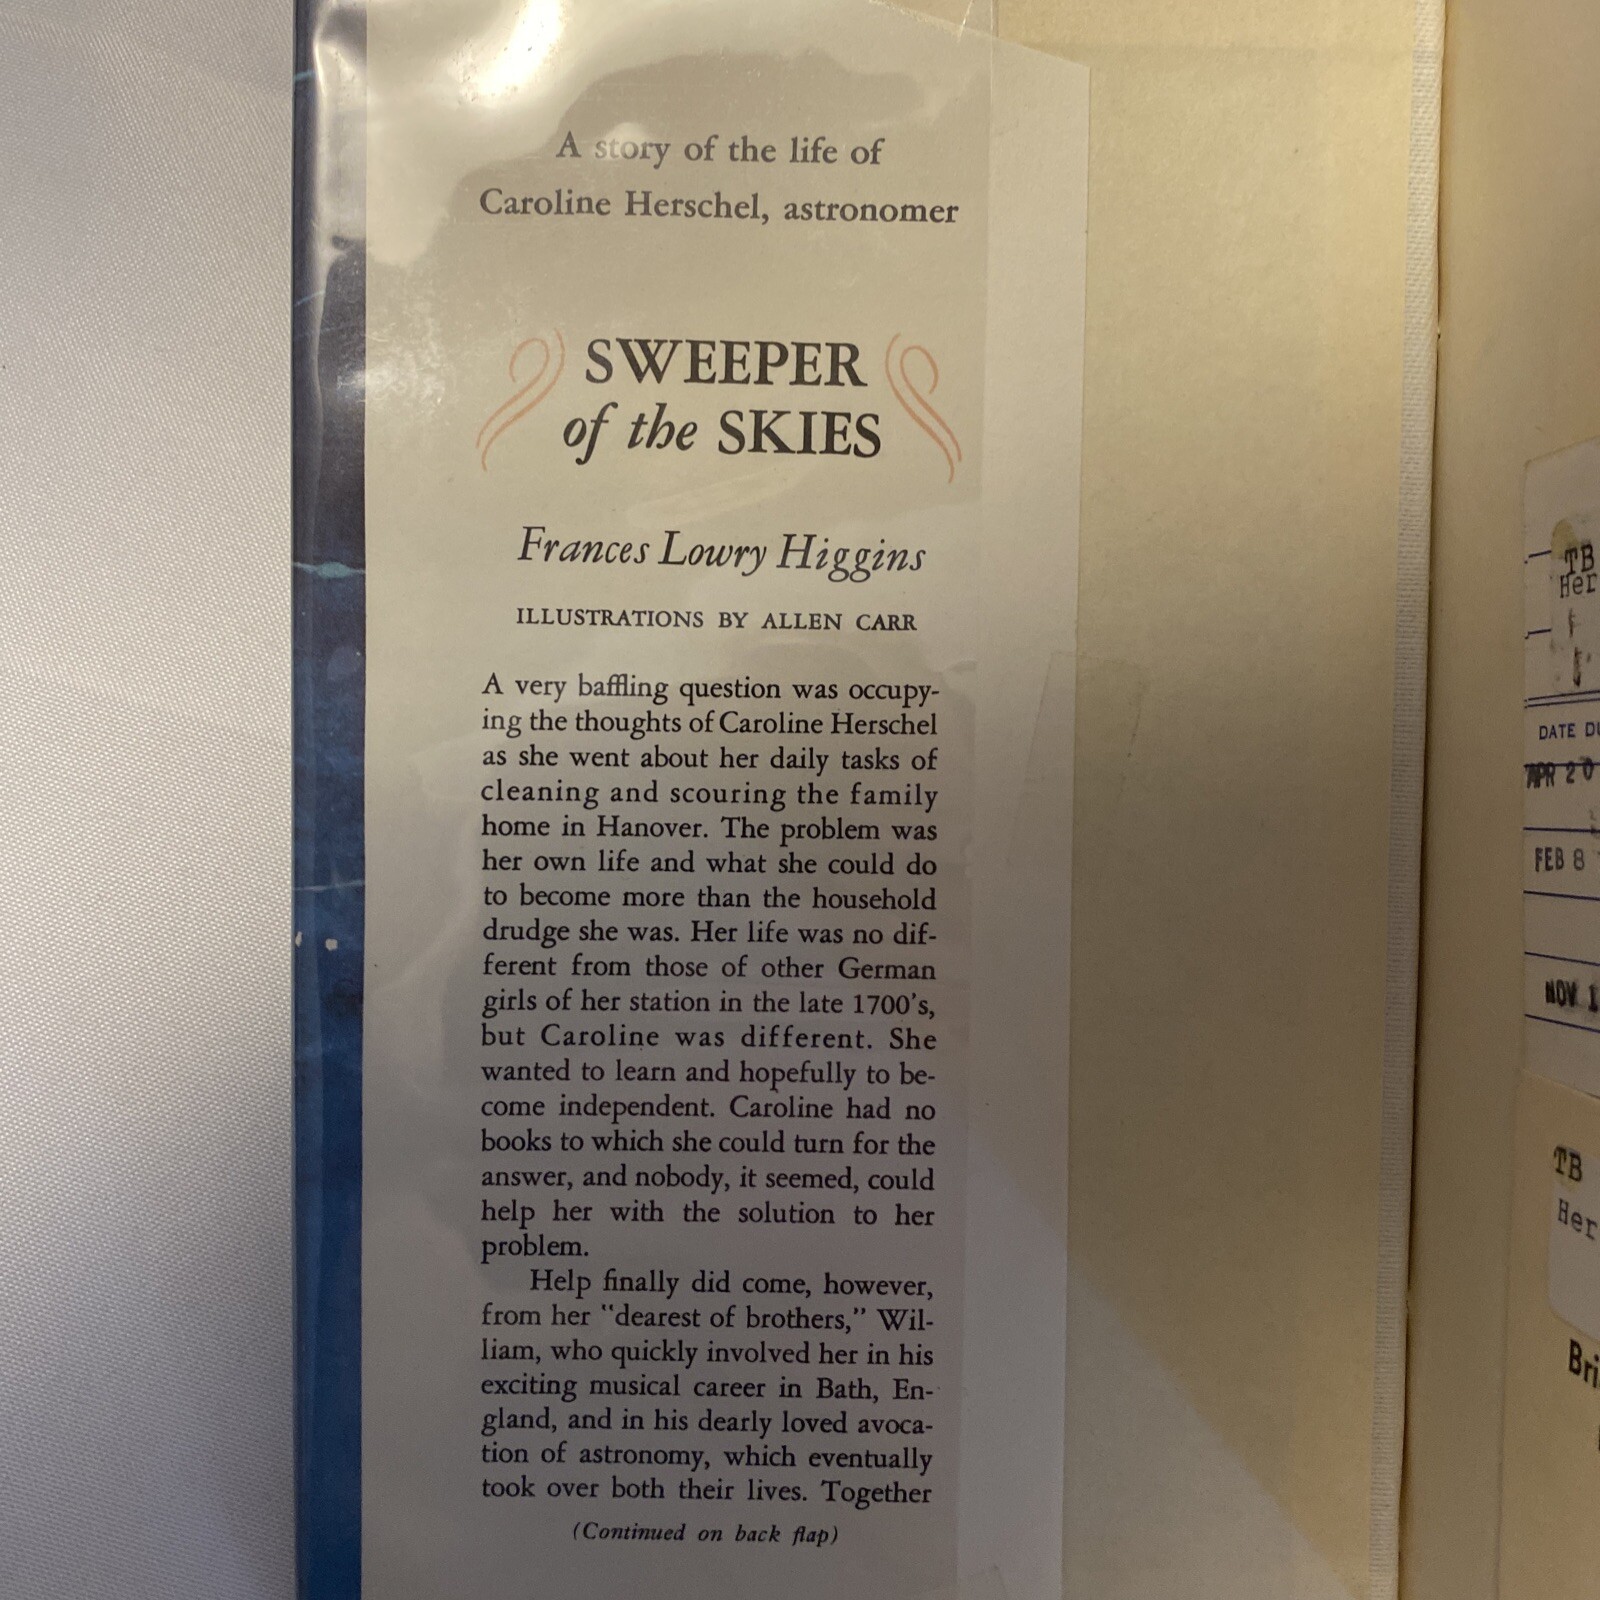 A story of the life of
Caroline Herschel, astronomer
SWEEPER
of the SKIES
Frances Lowry Higgins
ILLUSTRATIONS BY ALLEN CARR
A very baffling question was occupy-
ing the thoughts of Caroline Herschel
as she went about her daily tasks of
cleaning and scouring the family
home in Hanover. The problem was
her own life and what she could do
to become more than the household
drudge she was. Her life was no dif-
ferent from those of other German
girls of her station in the late 1700's,
but Caroline was different. She
wanted to learn and hopefully to be-
come independent. Caroline had no
books to which she could turn for the
answer, and nobody, it seemed, could
help her with the solution to her
problem.
Help finally did come, however,
from her "dearest of brothers," Wil-
liam, who quickly involved her in his
exciting musical career in Bath, En-
gland, and in his dearly loved avoca-
tion of astronomy, which eventually
took over both their lives. Together
(Continued on back flap)
TB
Her
DATE DU
APR 20
FEB 8
NOV 1
TB
Her
Bri